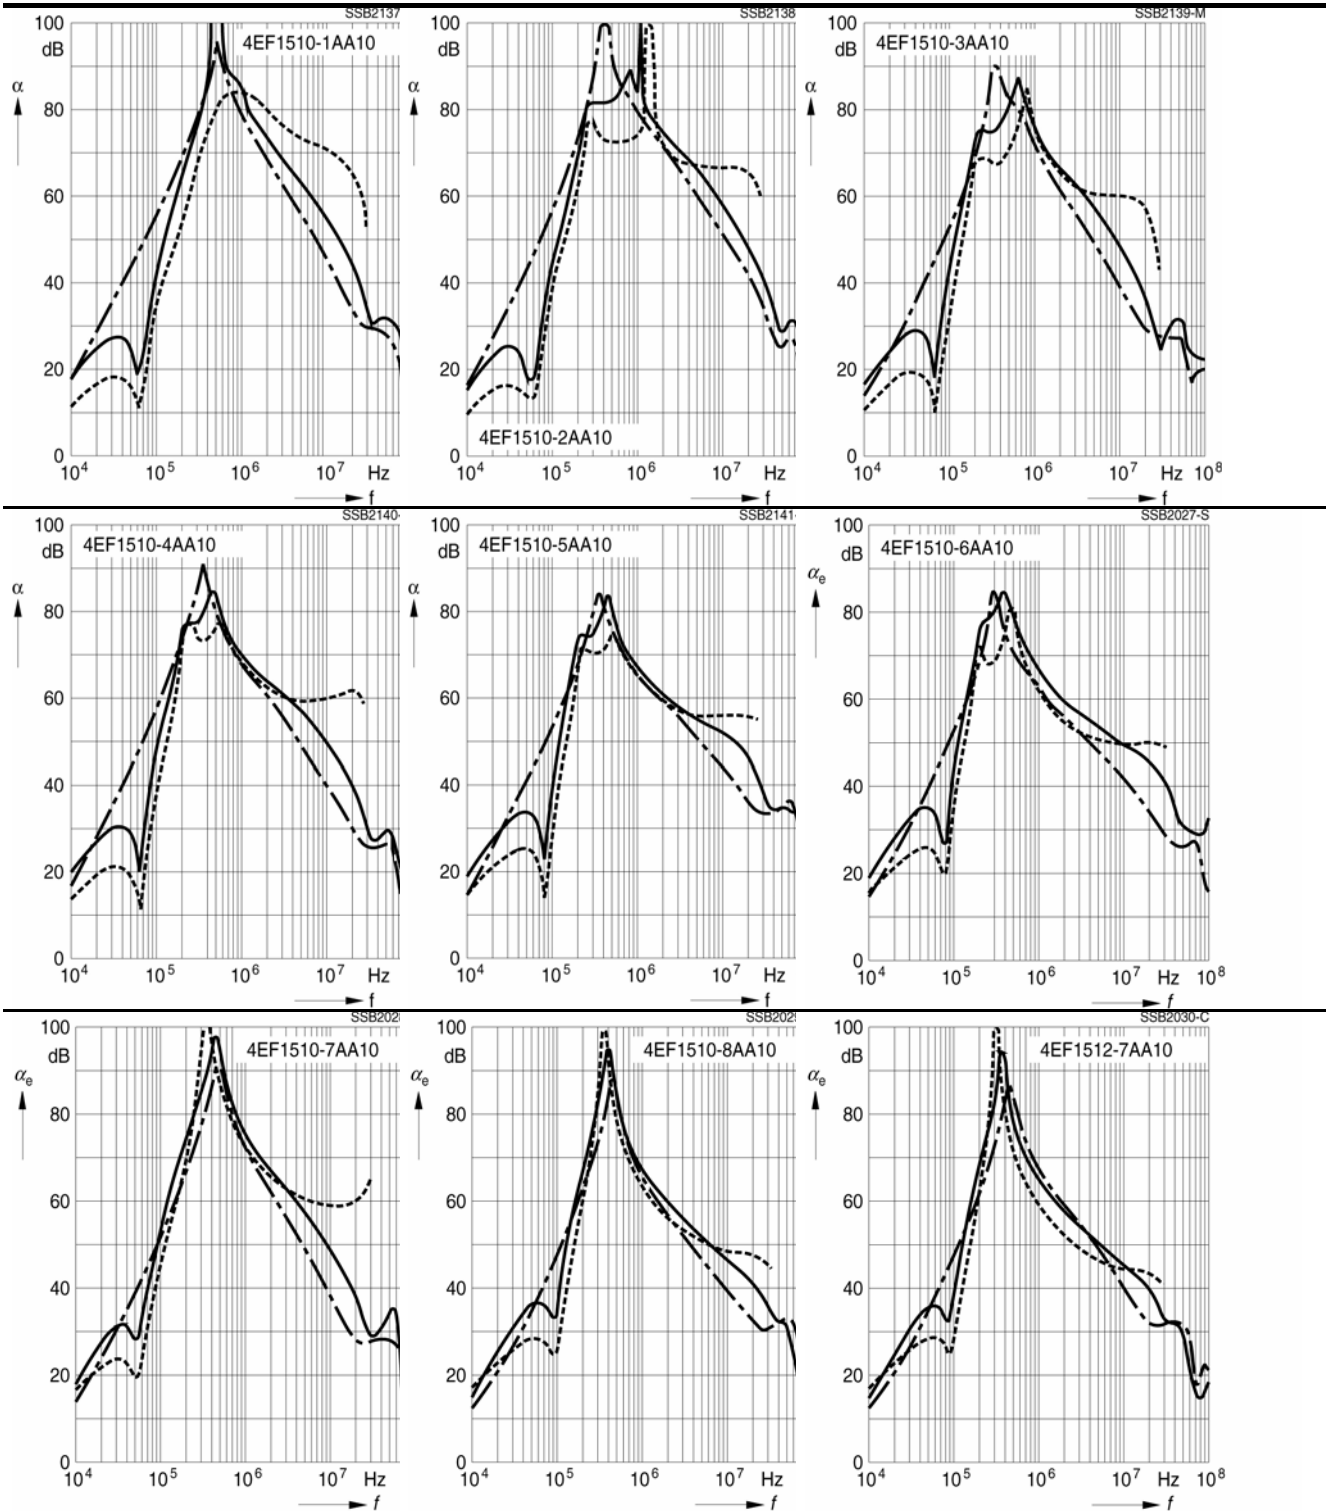 SSB2137
100
dB
4EF1510-1AA10
α
80
60
40
20
0
10⁴ 10⁵ 10⁶ 10⁷ Hz
f
SSB2138
100
dB
α
80
60
40
20
4EF1510-2AA10
0
10⁴ 10⁵ 10⁶ 10⁷ Hz
f
SSB2139-M
100
dB
4EF1510-3AA10
α
80
60
40
20
0
10⁴ 10⁵ 10⁶ 10⁷ Hz 10⁸
f
SSB2140-
100
dB
4EF1510-4AA10
α
80
60
40
20
0
10⁴ 10⁵ 10⁶ 10⁷ Hz
f
SSB2141-
100
dB
4EF1510-5AA10
α
80
60
40
20
0
10⁴ 10⁵ 10⁶ 10⁷ Hz
f
SSB2027-S
100
dB
4EF1510-6AA10
αe
80
60
40
20
0
10⁴ 10⁵ 10⁶ 10⁷ Hz 10⁸
f
100
dB
4EF1510-7AA10
αe
80
60
40
20
0
10⁴ 10⁵ 10⁶ 10⁷ Hz
f
100
dB
4EF1510-8AA10
αe
80
60
40
20
0
10⁴ 10⁵ 10⁶ 10⁷ Hz
f
SSB2030-C
100
dB
4EF1512-7AA10
αe
80
60
40
20
0
10⁴ 10⁵ 10⁶ 10⁷ Hz 10⁸
f